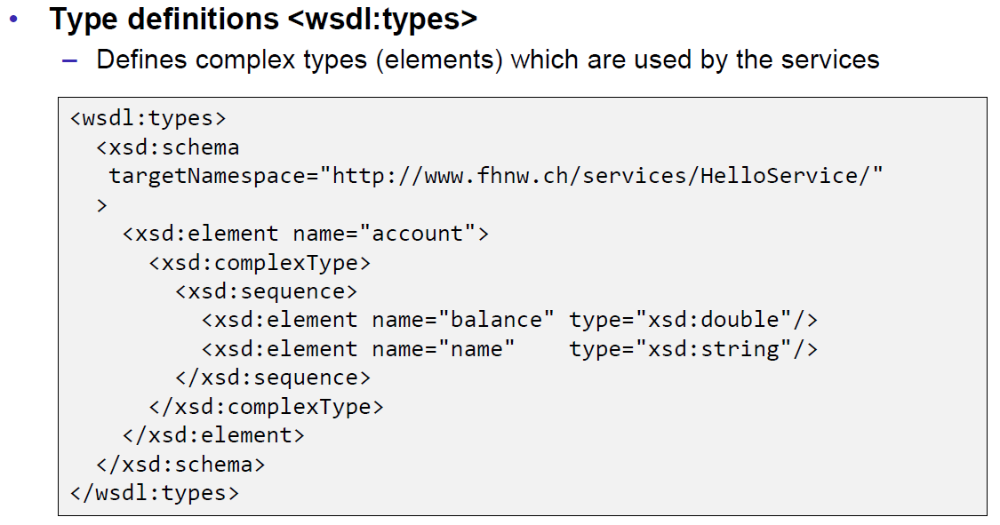 • Type definitions <wsdl:types>
– Defines complex types (elements) which are used by the services
<wsdl:types>
  <xsd:schema
   targetNamespace="http://www.fhnw.ch/services/HelloService/"
  >
    <xsd:element name="account">
      <xsd:complexType>
        <xsd:sequence>
          <xsd:element name="balance" type="xsd:double"/>
          <xsd:element name="name"    type="xsd:string"/>
        </xsd:sequence>
      </xsd:complexType>
    </xsd:element>
  </xsd:schema>
</wsdl:types>